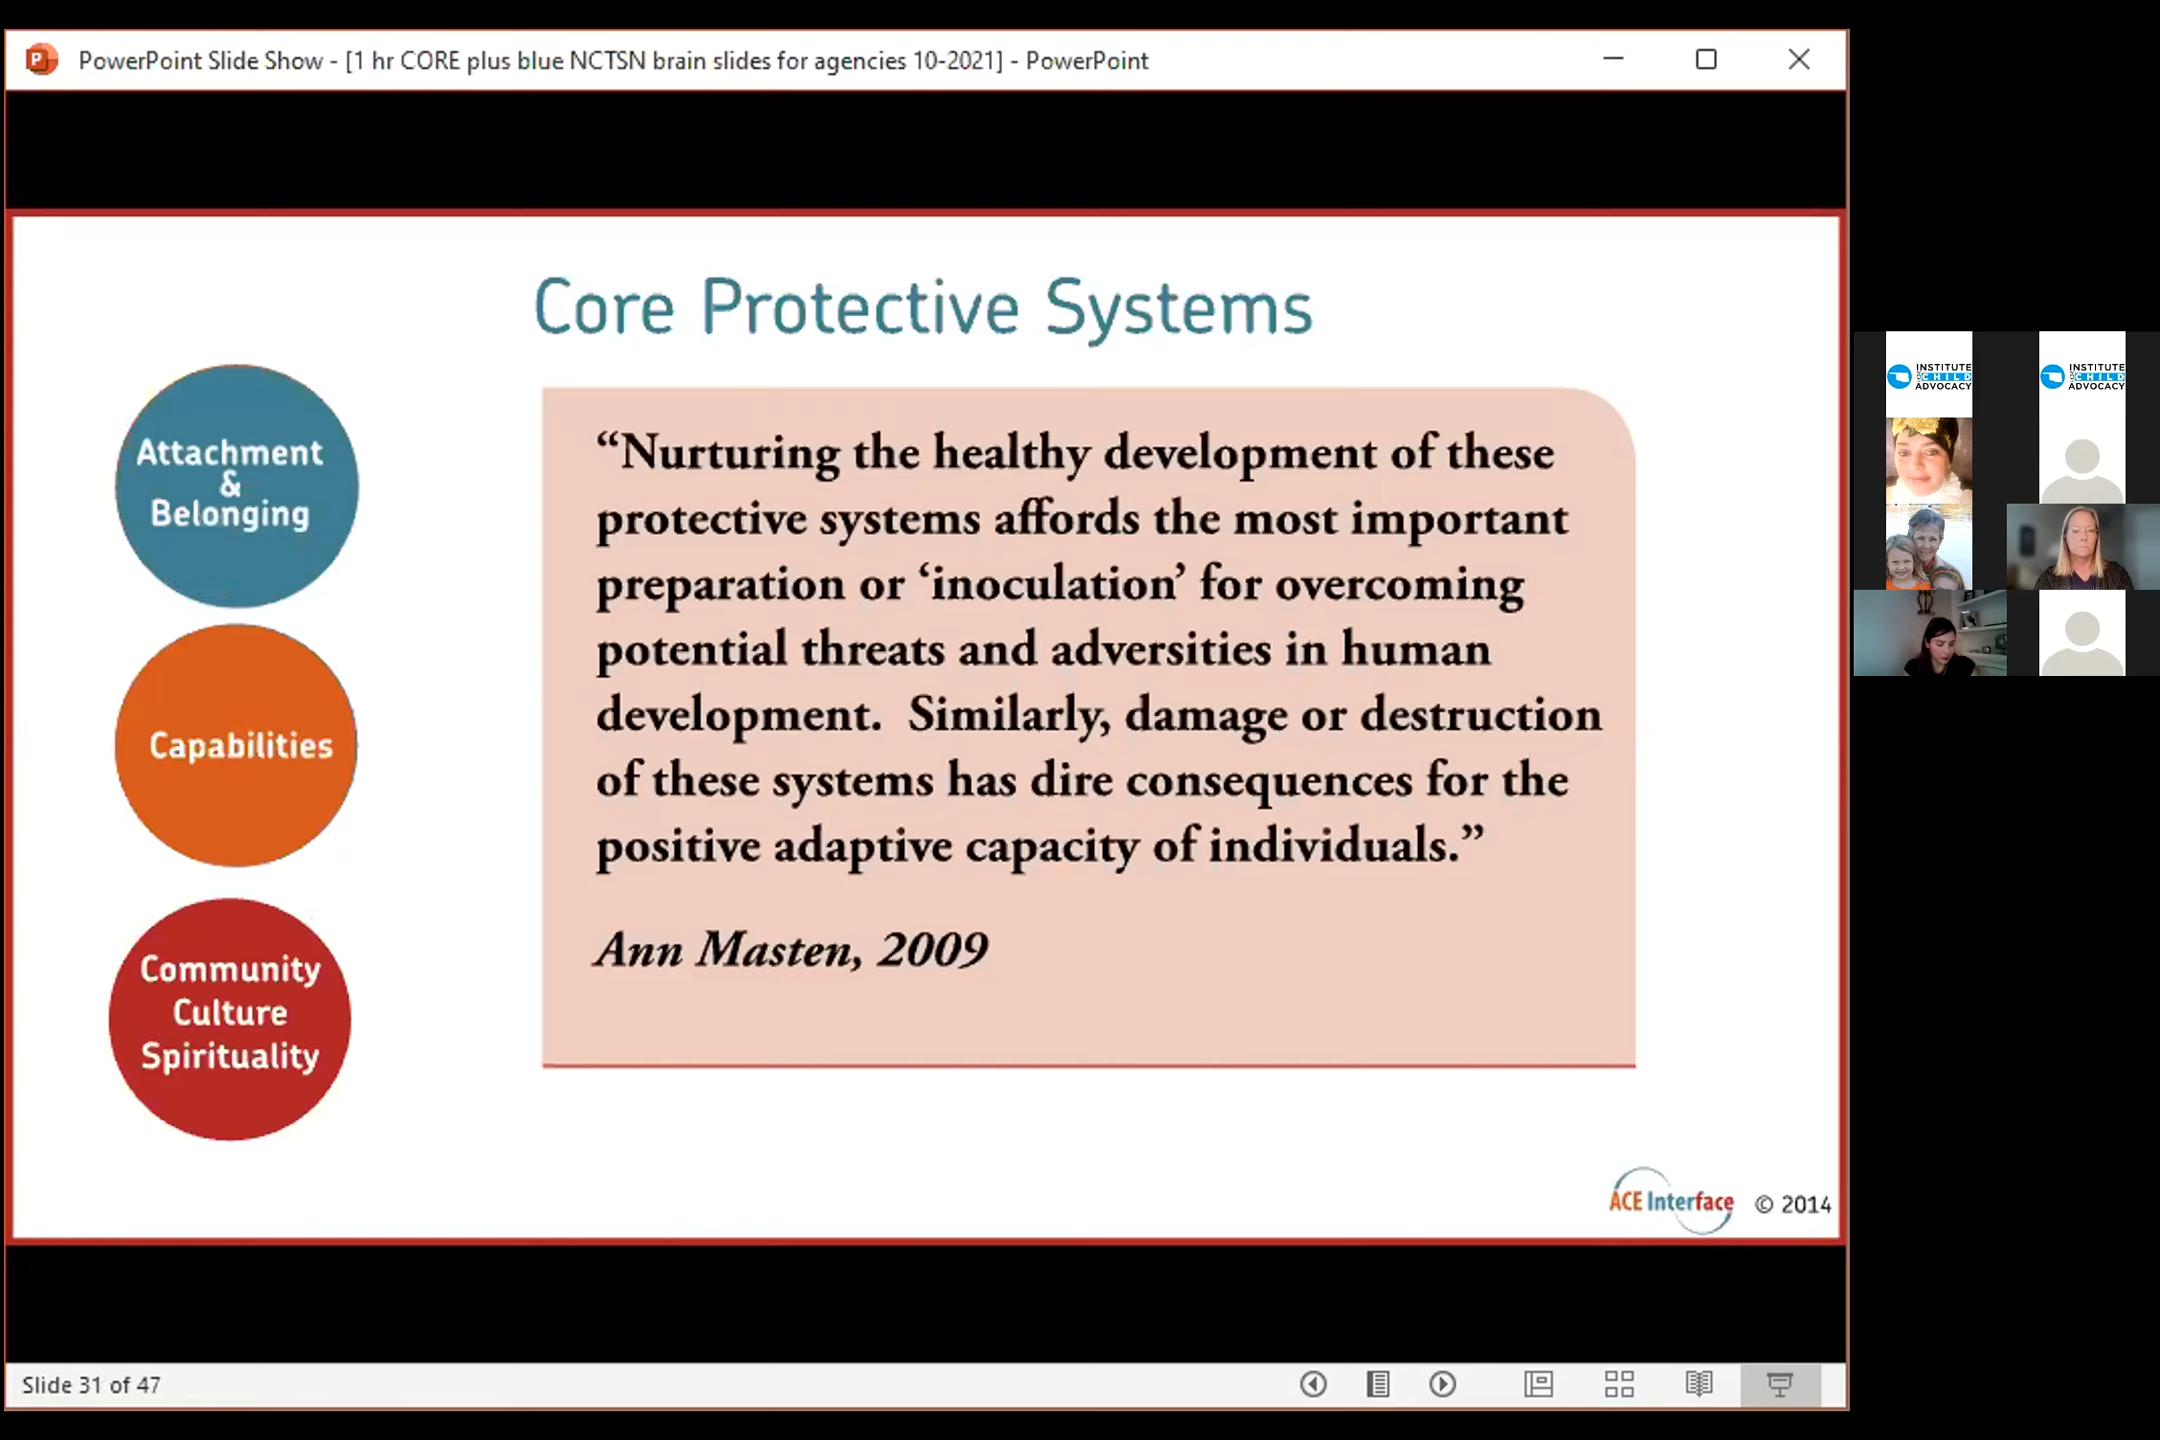 PowerPoint Slide Show - [1 hr CORE plus blue NCTSN brain slides for agencies 10-2021] - PowerPoint
Core Protective Systems
Attachment
&
Belonging
Capabilities
Community
Culture
Spirituality
“Nurturing the healthy development of these
protective systems affords the most important
preparation or ‘inoculation’ for overcoming
potential threats and adversities in human
development.  Similarly, damage or destruction
of these systems has dire consequences for the
positive adaptive capacity of individuals.”
Ann Masten, 2009
ACE Interface © 2014
Slide 31 of 47
INSTITUTE
CHILD
ADVOCACY
INSTITUTE
CHILD
ADVOCACY